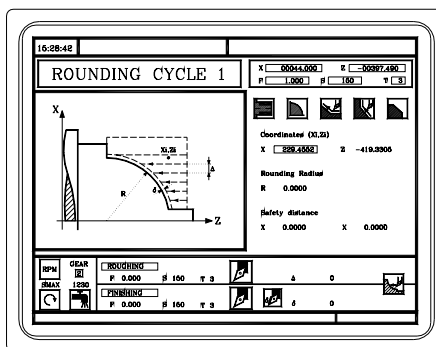 15:28:42
ROUNDING CYCLE 1
X 00044.000 Z -00397.490
F 1.000 S 150 T 3
X
Xi,Zi
Δ
R
δ
Z
Coordinates (Xi,Zi)
X 229.4552 Z -419.3305
Rounding Radius
R 0.0000
Safety distance
X 0.0000 X 0.0000
RPM GEAR
2
SMAX 1230
ROUGHING
F 0.000 S 150 T 3 Δ 0
FINISHING
F 0.000 S 150 T 3 δ 0